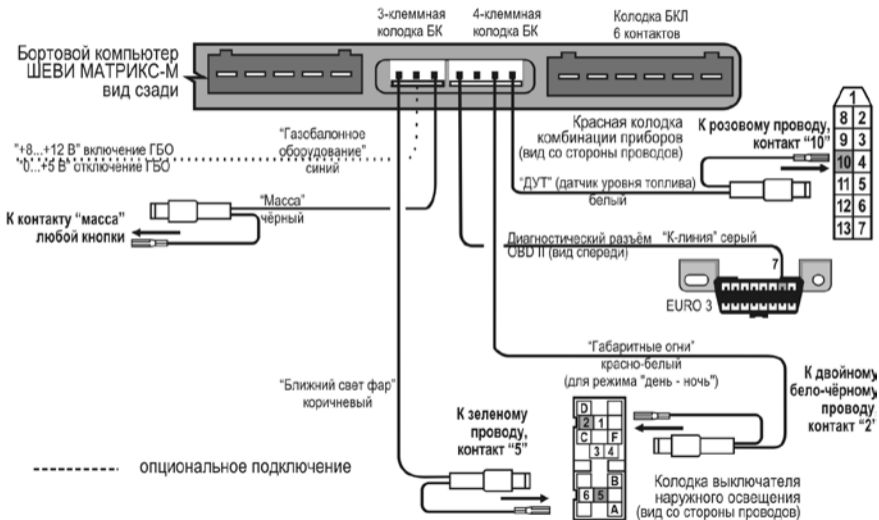 3-клеминая
колодка БК
4-клеминая
колодка БК
Колодка БКЛ
6 контактов
Бортовой компьютер
ШЕВИ МАТРИКС-М
вид сзади
Красная колодка
комбинации приборов
(вид со стороны проводов)
К розовому проводу,
контакт "10"
1
8 2
9 3
10 4
11 5
12 6
13 7
"Газобалонное
оборудование"
синий
"+8...+12 В" включение ГБО
"0...+5 В" отключение ГБО
"Масса"
чёрный
К контакту "масса"
любой кнопки
"ДУТ" (датчик уровня топлива)
белый
Диагностический разъём
OBD II (вид спереди)
"К-линия" серый
7
EURO 3
"Габаритные огни"
красно-белый
(для режима "день - ночь")
"Ближний свет фар"
коричневый
К двойному
бело-чёрному
проводу,
контакт "2"
К зеленому
проводу,
контакт "5"
D
2 1
C F
3 4
B
6 5
A
опциональное подключение
Колодка выключателя
наружного освещения
(вид со стороны проводов)